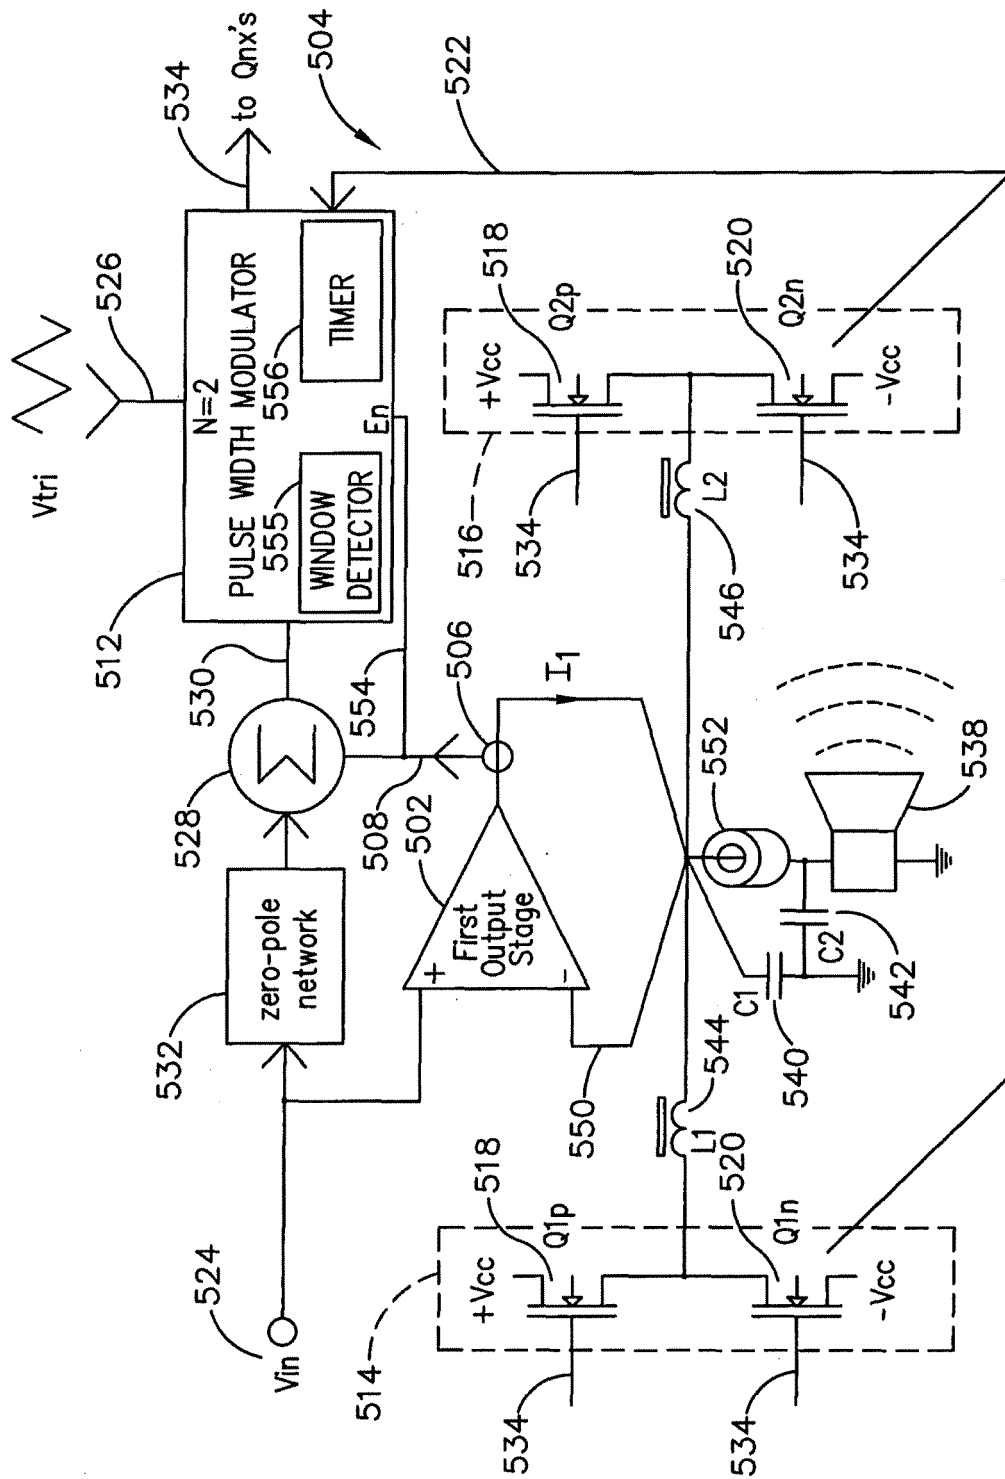 Vtri
526
534
to Qnx's
504
512
N=2
PULSE WIDTH MODULATOR
555
556
WINDOW
DETECTOR
TIMER
En
522
530
528
Σ
554
532
zero-pole
network
508
502
506
I1
524
Vin
+
-
First
Output
Stage
550
514
516
+Vcc
518
Q1p
534
L1
544
520
Q1n
534
-Vcc
+Vcc
518
Q2p
534
L2
546
520
Q2n
534
-Vcc
552
538
C1
540
C2
542